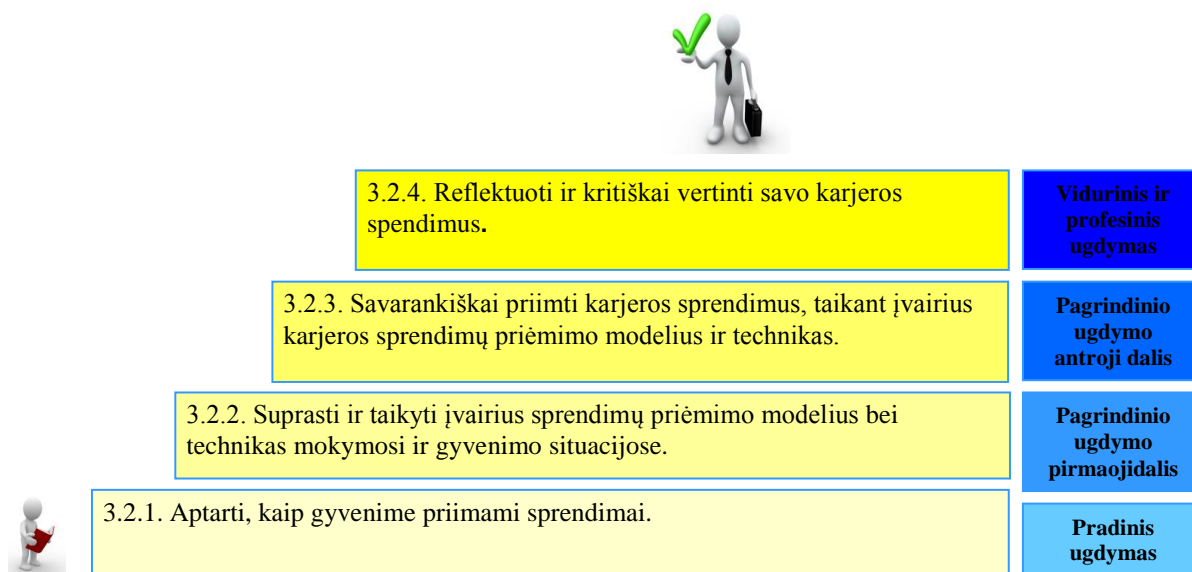 3.2.4. Reflektuoti ir kritiškai vertinti savo karjeros
spendimus.
Vidurinis ir
profesinis
ugdymas
3.2.3. Savarankiškai priimti karjeros sprendimus, taikant įvairius
karjeros sprendimų priėmimo modelius ir technikas.
Pagrindinio
ugdymo
antroji dalis
3.2.2. Suprasti ir taikyti įvairius sprendimų priėmimo modelius bei
technikas mokymosi ir gyvenimo situacijose.
Pagrindinio
ugdymo
pirmaojidalis
3.2.1. Aptarti, kaip gyvenime priimami sprendimai.
Pradinis
ugdymas